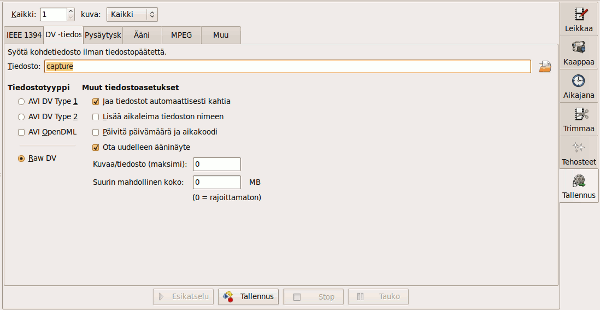 Kaikki: 1 kuva: Kaikki
IEEE 1394 DV -tiedos Pysäytysk Ääni MPEG Muu
Syötä kohdetiedosto ilman tiedostopäätettä.
Tiedosto: capture
Tiedostotyyppi Muut tiedostoasetukset
AVI DV Type 1 Jaa tiedostot automaattisesti kahtia
AVI DV Type 2 Lisää aikaleima tiedoston nimeen
AVI OpenDML Päivitä päivämäärä ja aikakoodi
Raw DV Ota uudelleen ääninäyte
Kuvaa/tiedosto (maksimi): 0
Suurin mahdollinen koko: 0 MB
(0 = rajoittamaton)
Esikatselu Tallennus Stop Tauko
Leikkaa
Kaappaa
Aikajana
Trimmaa
Tehosteet
Tallennus